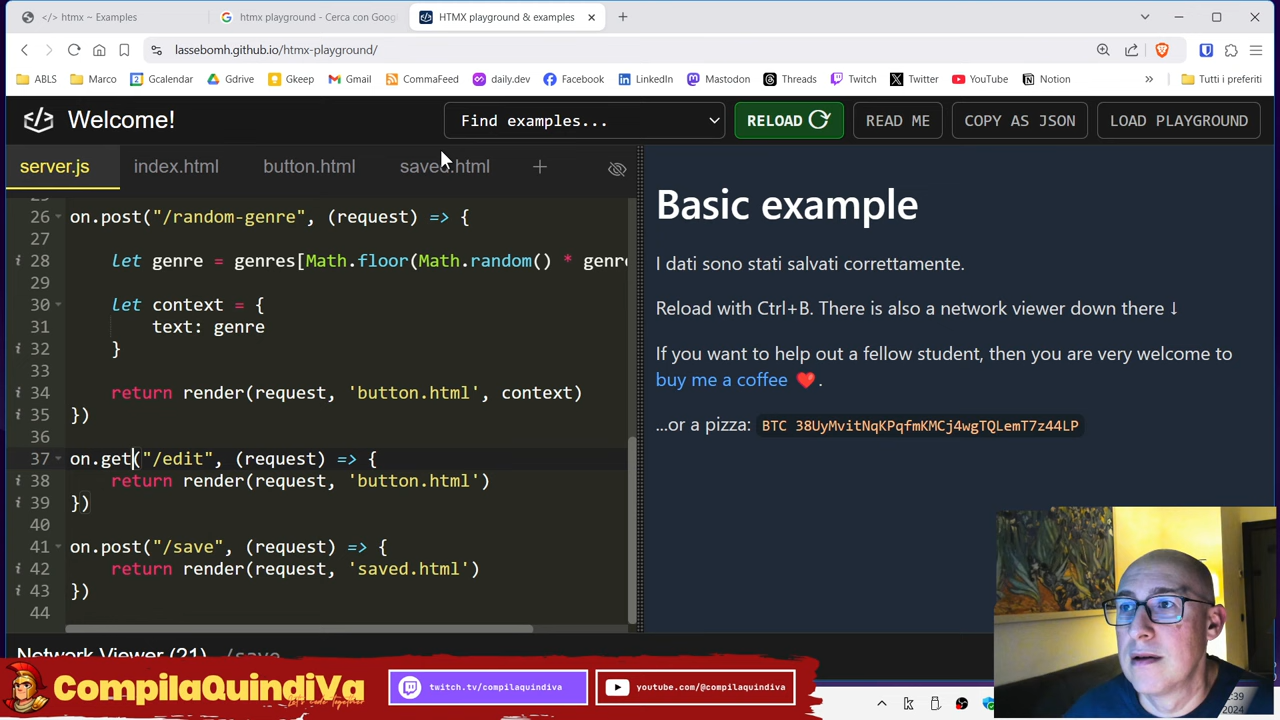 </> htmx ~ Examples
htmx playground - Cerca con Goog
HTMX playground & examples
lassebomh.github.io/htmx-playground/
ABLS
Marco
Gcalendar
Gdrive
Gkeep
Gmail
CommaFeed
daily.dev
Facebook
LinkedIn
Mastodon
Threads
Twitch
Twitter
YouTube
Notion
»
Tutti i preferiti
Welcome!
Find examples...
RELOAD
READ ME
COPY AS JSON
LOAD PLAYGROUND
server.js
index.html
button.html
saved.html
+
26 on.post("/random-genre", (request) => {
27
28 let genre = genres[Math.floor(Math.random() * genre
29
30 let context = {
31 text: genre
32 }
33
34 return render(request, 'button.html', context)
35 })
36
37 on.get("/edit", (request) => {
38 return render(request, 'button.html')
39 })
40
41 on.post("/save", (request) => {
42 return render(request, 'saved.html')
43 })
44
Basic example
I dati sono stati salvati correttamente.
Reload with Ctrl+B. There is also a network viewer down there ↓
If you want to help out a fellow student, then you are very welcome to
buy me a coffee ❤️.
...or a pizza: BTC 38UyMvitNqKPqfmKMCj4wgTQLemT7z44LP
Network Viewer (21) /save
CompilaQuindiVa
Let's code Together
twitch.tv/compilaquindiva
youtube.com/@compilaquindiva